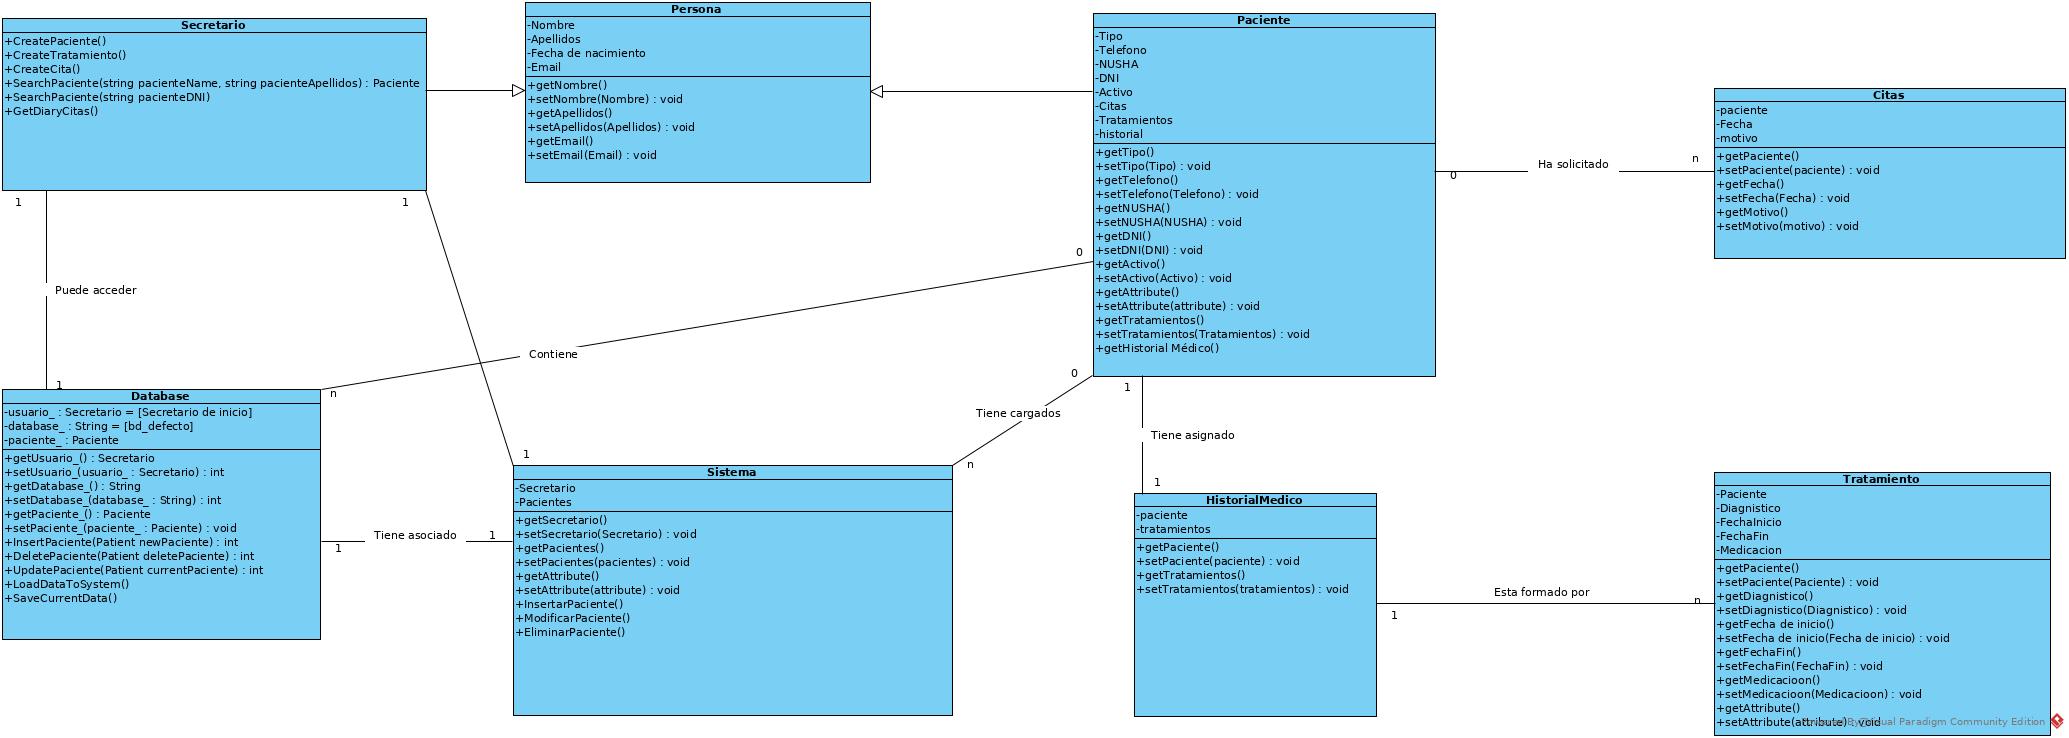 Secretario
+CreatePaciente()
+CreateTratamiento()
+CreateCita()
+SearchPaciente(string pacienteName, string pacienteApellidos) : Paciente
+SearchPaciente(string pacienteDNI)
+GetDiaryCitas()
Persona
-Nombre
-Apellidos
-Fecha de nacimiento
-Email
+getNombre()
+setNombre(Nombre) : void
+getApellidos()
+setApellidos(Apellidos) : void
+getEmail()
+setEmail(Email) : void
Paciente
-Tipo
-Telefono
-NUSHA
-DNI
-Activo
-Citas
-Tratamientos
-historial
+getTipo()
+setTipo(Tipo) : void
+getTelefono()
+setTelefono(Telefono) : void
+getNUSHA()
+setNUSHA(NUSHA) : void
+getDNI()
+setDNI(DNI) : void
+getActivo()
+setActivo(Activo) : void
+getAttribute()
+setAttribute(attribute) : void
+getTratamientos()
+setTratamientos(Tratamientos) : void
+getHistorial Médico()
Citas
-paciente
-Fecha
-motivo
+getPaciente()
+setPaciente(paciente) : void
+getFecha()
+setFecha(Fecha) : void
+getMotivo()
+setMotivo(motivo) : void
0
Ha solicitado
n
1
1
Puede acceder
1
0
Contiene
n
Database
-usuario_ : Secretario = [Secretario de inicio]
-database_ : String = [bd_defecto]
-paciente_ : Paciente
+getUsuario_() : Secretario
+setUsuario_(usuario_ : Secretario) : int
+getDatabase_() : String
+setDatabase_(database_ : String) : int
+getPaciente_() : Paciente
+setPaciente_(paciente_ : Paciente) : void
+InsertPaciente(Patient newPaciente) : int
+DeletePaciente(Patient deletePaciente) : int
+UpdatePaciente(Patient currentPaciente) : int
+LoadDataToSystem()
+SaveCurrentData()
1
Tiene asociado
1
1
Sistema
-Secretario
-Pacientes
+getSecretario()
+setSecretario(Secretario) : void
+getPacientes()
+setPacientes(pacientes) : void
+getAttribute()
+setAttribute(attribute) : void
+InsertarPaciente()
+ModificarPaciente()
+EliminarPaciente()
0
Tiene cargados
n
1
Tiene asignado
1
HistorialMedico
-paciente
-tratamientos
+getPaciente()
+setPaciente(paciente) : void
+getTratamientos()
+setTratamientos(tratamientos) : void
1
Esta formado por
n
Tratamiento
-Paciente
-Diagnistico
-FechaInicio
-FechaFin
-Medicacion
+getPaciente()
+setPaciente(Paciente) : void
+getDiagnistico()
+setDiagnistico(Diagnistico) : void
+getFecha de inicio()
+setFecha de inicio(Fecha de inicio) : void
+getFechaFin()
+setFechaFin(FechaFin) : void
+getMedicacioon()
+setMedicacioon(Medicacioon) : void
+getAttribute()
+setAttribute(attribute) : void
Visual Paradigm Community Edition